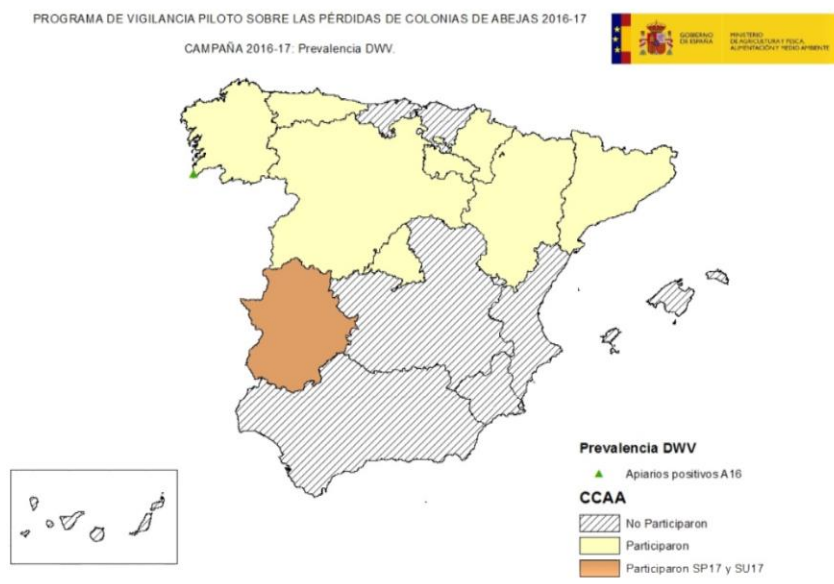 PROGRAMA DE VIGILANCIA PILOTO SOBRE LAS PÉRDIDAS DE COLONIAS DE ABEJAS 2016-17
CAMPAÑA 2016-17: Prevalencia DWV.
GOBIERNO
DE ESPAÑA
MINISTERIO
DE AGRICULTURA Y PESCA,
ALIMENTACIÓN Y MEDIO AMBIENTE
Prevalencia DWV
Apiarios positivos A16
CCAA
No Participaron
Participaron
Participaron SP17 y SU17